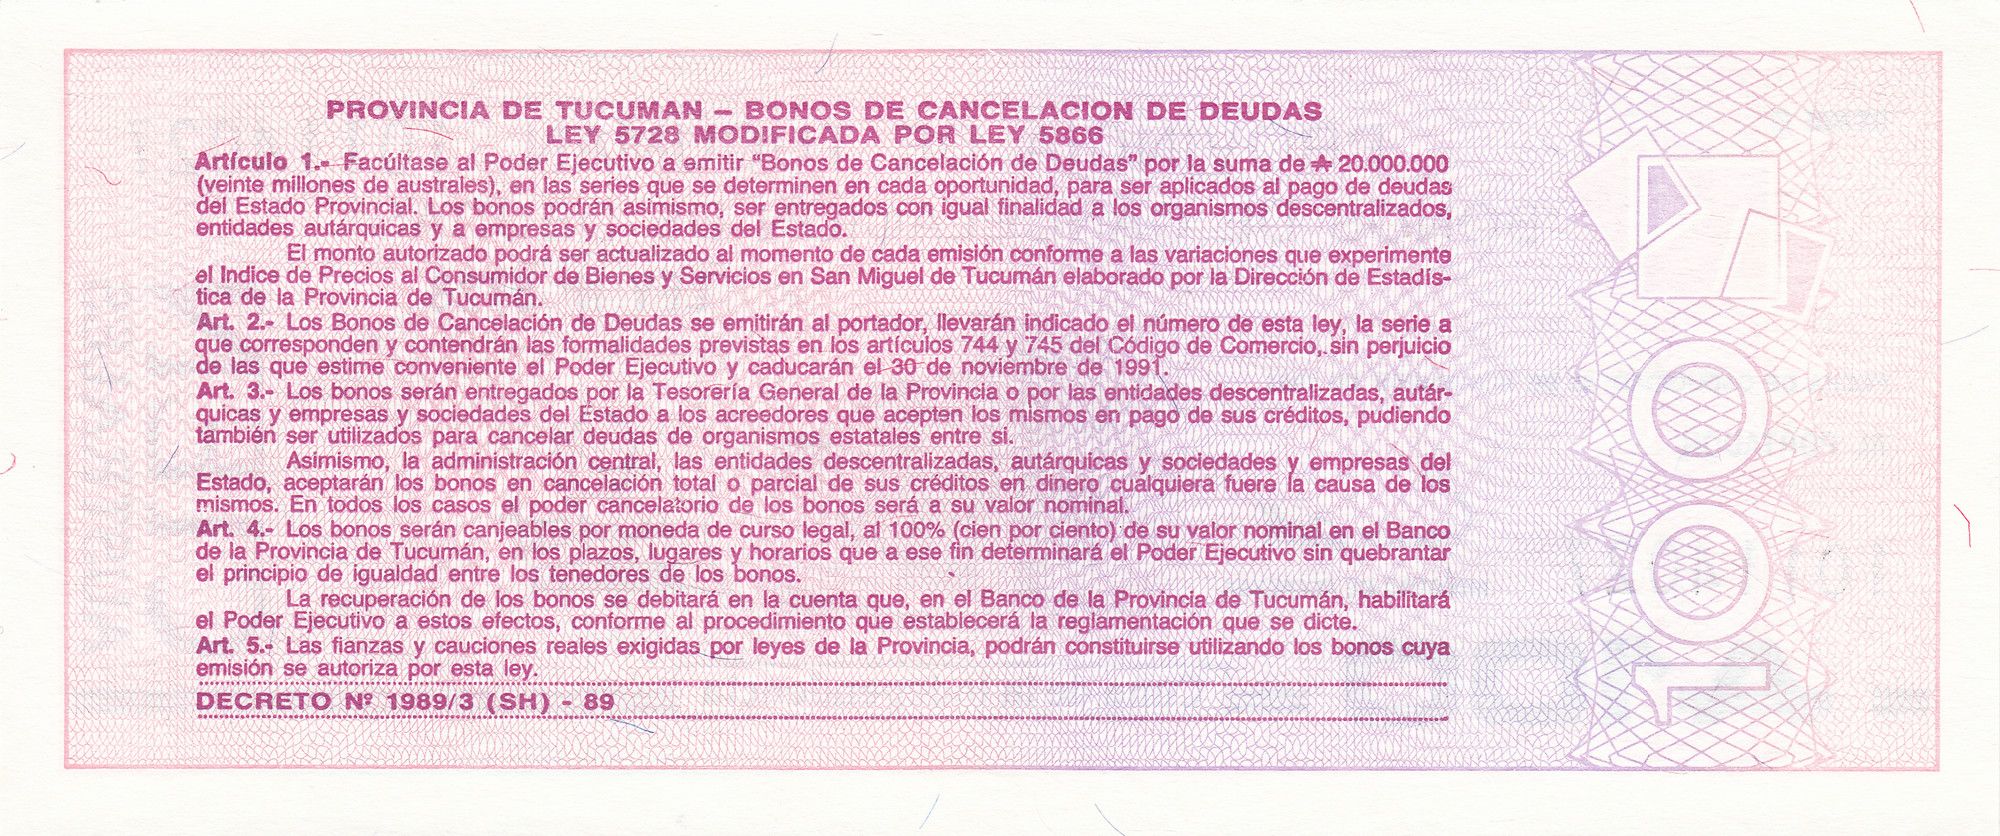 PROVINCIA DE TUCUMAN – BONOS DE CANCELACION DE DEUDAS
LEY 5728 MODIFICADA POR LEY 5866
Artículo 1.- Facúltase al Poder Ejecutivo a emitir "Bonos de Cancelación de Deudas" por la suma de ₳ 20.000.000
(veinte millones de australes), en las series que se determinen en cada oportunidad, para ser aplicados al pago de deudas
del Estado Provincial. Los bonos podrán asimismo, ser entregados con igual finalidad a los organismos descentralizados,
entidades autárquicas y a empresas y sociedades del Estado.
El monto autorizado podrá ser actualizado al momento de cada emisión conforme a las variaciones que experimente
el Indice de Precios al Consumidor de Bienes y Servicios en San Miguel de Tucumán elaborado por la Dirección de Estadís-
tica de la Provincia de Tucumán.
Art. 2.- Los Bonos de Cancelación de Deudas se emitirán al portador, llevarán indicado el número de esta ley, la serie a
que corresponden y contendrán las formalidades previstas en los artículos 744 y 745 del Código de Comercio, sin perjuicio
de las que estime conveniente el Poder Ejecutivo y caducarán el 30 de noviembre de 1991.
Art. 3.- Los bonos serán entregados por la Tesorería General de la Provincia o por las entidades descentralizadas, autár-
quicas y empresas y sociedades del Estado a los acreedores que acepten los mismos en pago de sus créditos, pudiendo
también ser utilizados para cancelar deudas de organismos estatales entre si.
Asimismo, la administración central, las entidades descentralizadas, autárquicas y sociedades y empresas del
Estado, aceptarán los bonos en cancelación total o parcial de sus créditos en dinero cualquiera fuere la causa de los
mismos. En todos los casos el poder cancelatorio de los bonos será a su valor nominal.
Art. 4.- Los bonos serán canjeables por moneda de curso legal, al 100% (cien por ciento) de su valor nominal en el Banco
de la Provincia de Tucumán, en los plazos, lugares y horarios que a ese fin determinará el Poder Ejecutivo sin quebrantar
el principio de igualdad entre los tenedores de los bonos.
La recuperación de los bonos se debitará en la cuenta que, en el Banco de la Provincia de Tucumán, habilitará
el Poder Ejecutivo a estos efectos, conforme al procedimiento que establecerá la reglamentación que se dicte.
Art. 5.- Las fianzas y cauciones reales exigidas por leyes de la Provincia, podrán constituirse utilizando los bonos cuya
emisión se autoriza por esta ley.
DECRETO Nº 1989/3 (SH) - 89
100